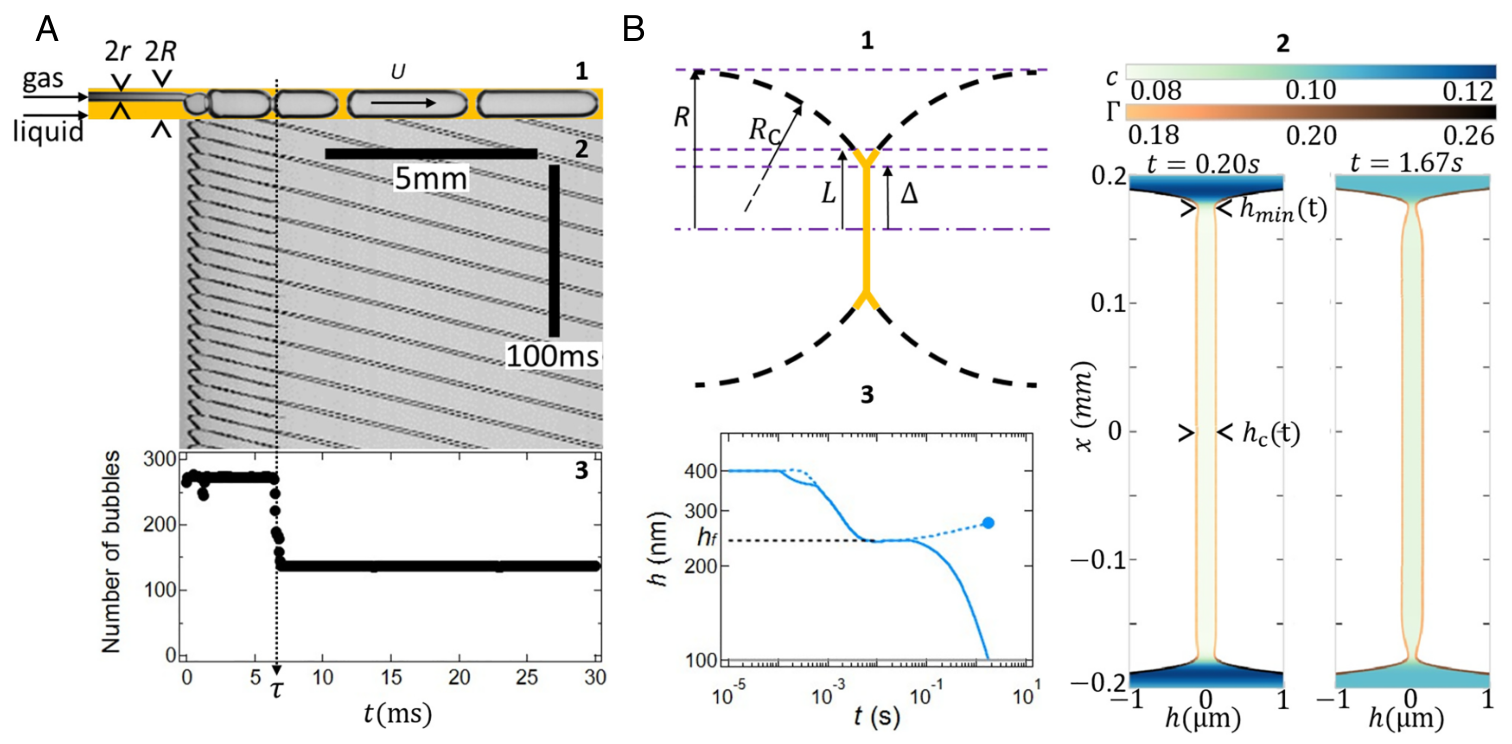 A
2r 2R
gas
liquid
U
1
2
5mm
100ms
Number of bubbles
300
200
100
0
3
0 5 10 15 20 25 30
τ
t(ms)
B
1
R
R_C
L
Δ
3
h (nm)
400
300
h_f
200
100
10^-5 10^-3 10^-1 10^1
t (s)
2
c
0.08 0.10 0.12
Γ
0.18 0.20 0.26
t = 0.20s t = 1.67s
x (mm)
0.2
0.1
0
−0.1
−0.2
h_min(t)
h_c(t)
−1 0 1 −1 0 1
h(μm) h(μm)